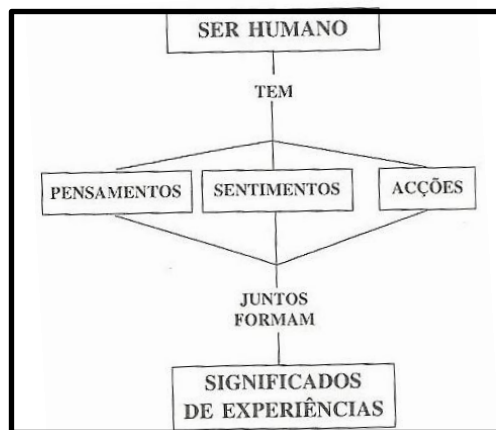 SER HUMANO
TEM
PENSAMENTOS
SENTIMENTOS
ACÇÕES
JUNTOS
FORMAM
SIGNIFICADOS
DE EXPERIÊNCIAS